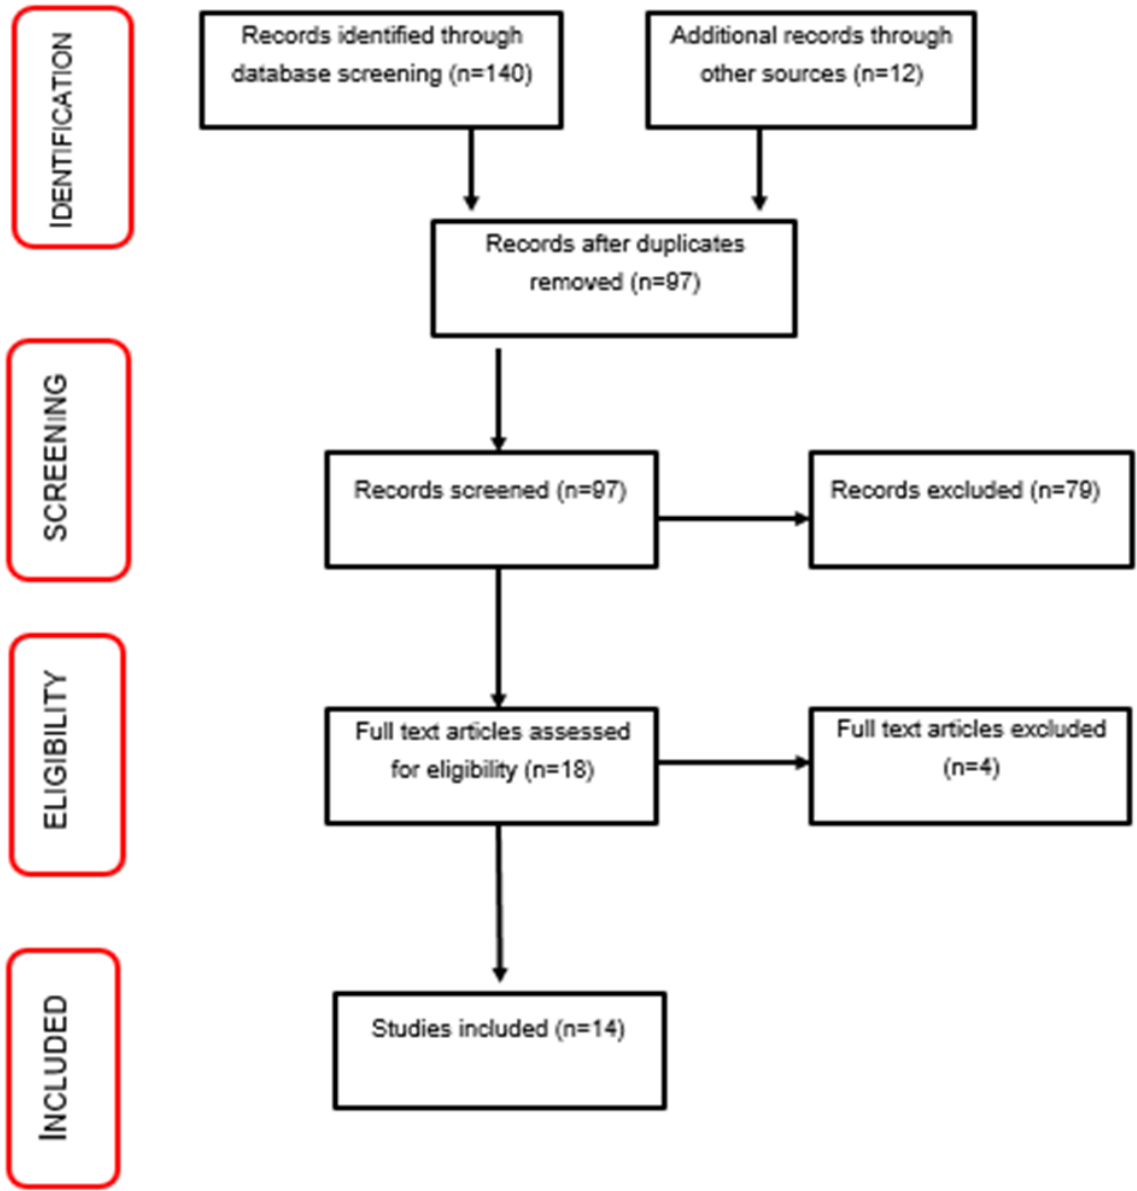 IDENTIFICATION
Records identified through
database screening (n=140)
Additional records through
other sources (n=12)
Records after duplicates
removed (n=97)
SCREENING
Records screened (n=97)
Records excluded (n=79)
ELIGIBILITY
Full text articles assessed
for eligibility (n=18)
Full text articles excluded
(n=4)
INCLUDED
Studies included (n=14)